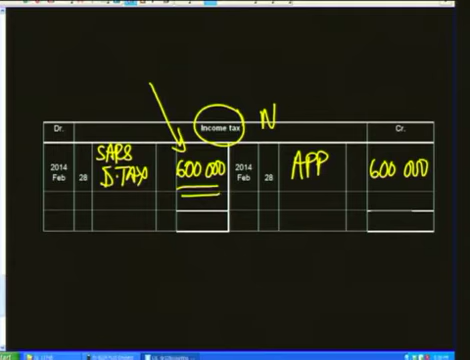 Dr. Income tax N Cr.
2014 Feb 28 SARS I.TAX 600 000 2014 Feb 28 APP 600 000